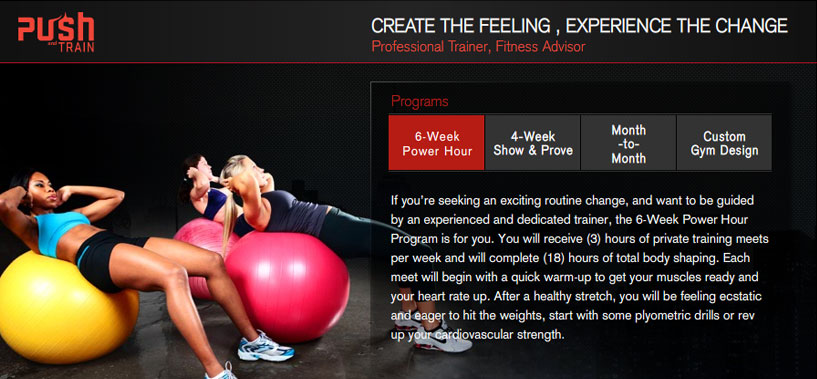 PUSH
AND TRAIN
CREATE THE FEELING , EXPERIENCE THE CHANGE
Professional Trainer, Fitness Advisor
Programs
6-Week
Power Hour
4-Week
Show & Prove
Month
-to-
Month
Custom
Gym Design
If you're seeking an exciting routine change, and want to be guided
by an experienced and dedicated trainer, the 6-Week Power Hour
Program is for you. You will receive (3) hours of private training meets
per week and will complete (18) hours of total body shaping. Each
meet will begin with a quick warm-up to get your muscles ready and
your heart rate up. After a healthy stretch, you will be feeling ecstatic
and eager to hit the weights, start with some plyometric drills or rev
up your cardiovascular strength.